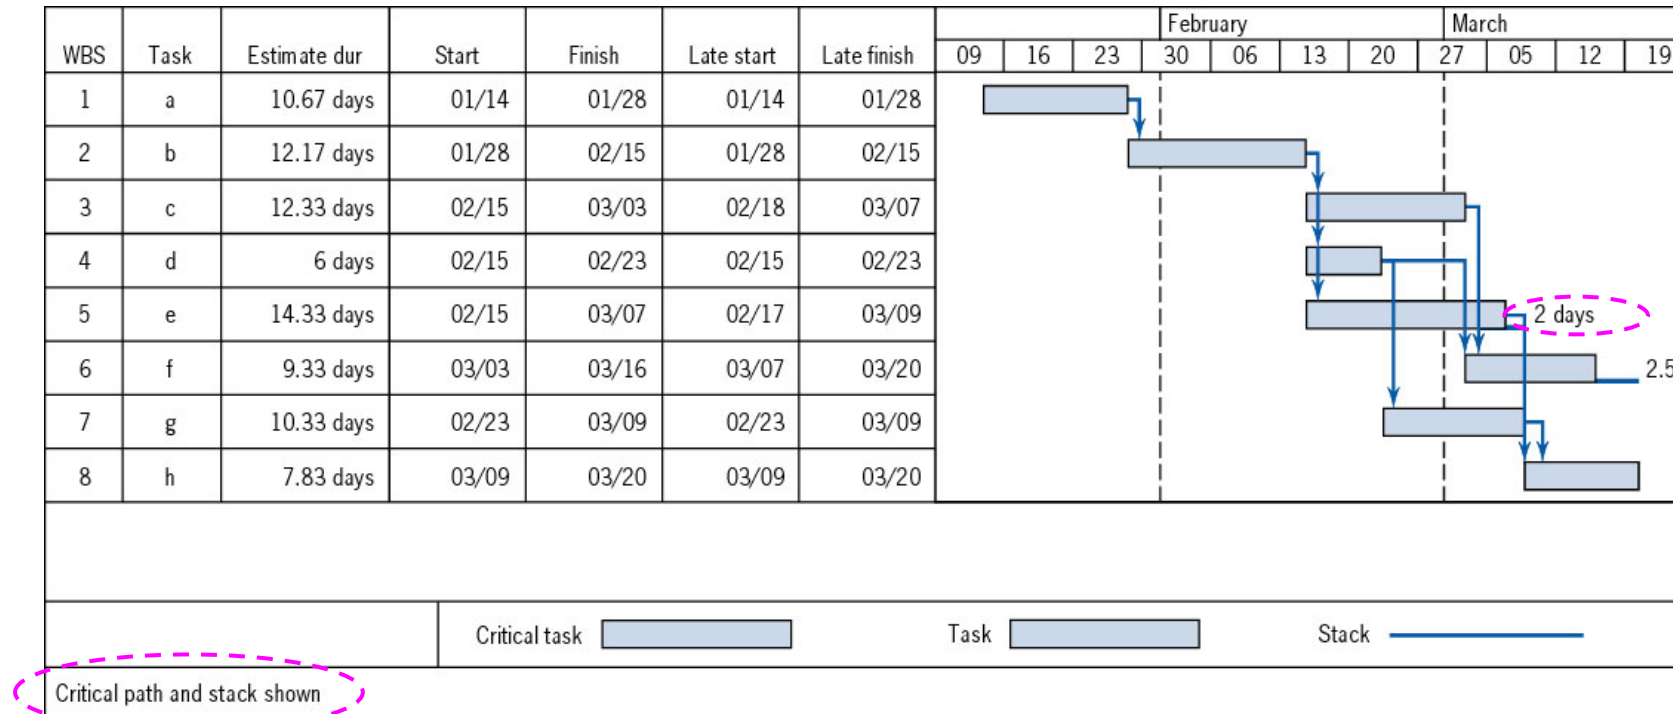 February March
WBS Task Estimate dur Start Finish Late start Late finish 09 16 23 30 06 13 20 27 05 12 19
1 a 10.67 days 01/14 01/28 01/14 01/28
2 b 12.17 days 01/28 02/15 01/28 02/15
3 c 12.33 days 02/15 03/03 02/18 03/07
4 d 6 days 02/15 02/23 02/15 02/23
5 e 14.33 days 02/15 03/07 02/17 03/09 2 days
6 f 9.33 days 03/03 03/16 03/07 03/20 2.5
7 g 10.33 days 02/23 03/09 02/23 03/09
8 h 7.83 days 03/09 03/20 03/09 03/20
Critical task Task Stack
Critical path and stack shown